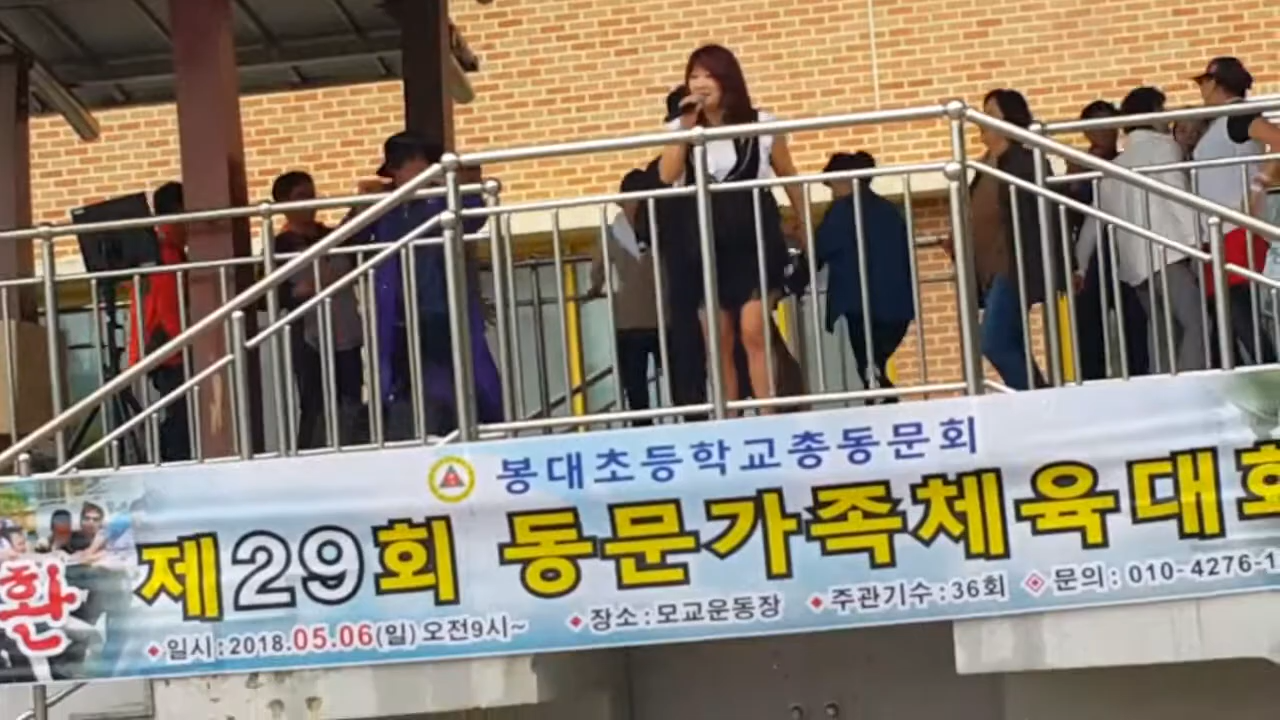 봉대초등학교총동문회
환
제29회 동문가족체육대회
◆일시:2018.05.06(일) 오전9시~ ◆장소:모교운동장 ◆주관기수:36회 ◈문의:010-4276-1